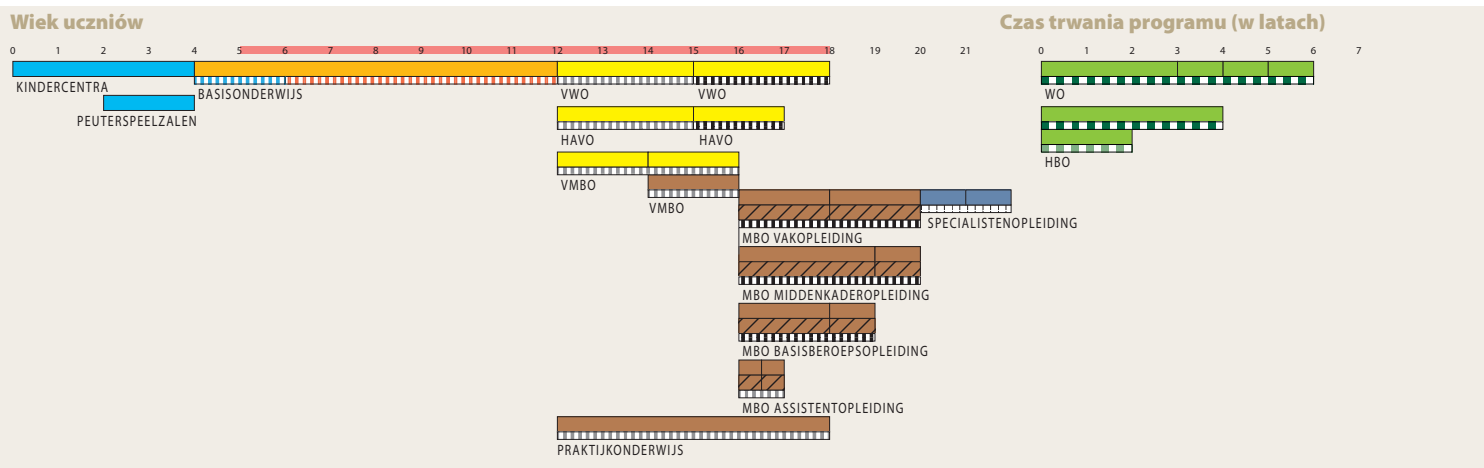 Wiek uczniów
Czas trwania programu (w latach)
0 1 2 3 4 5 6 7 8 9 10 11 12 13 14 15 16 17 18 19 20 21
0 1 2 3 4 5 6 7
KINDERCENTRA
BASISONDERWIJS
VWO
VWO
WO
PEUTERSPEELZALEN
HAVO
HAVO
HBO
VMBO
VMBO
SPECIALISTENOPLEIDING
MBO VAKOPLEIDING
MBO MIDDENKADEROPLEIDING
MBO BASISBEROEPSOPLEIDING
MBO ASSISTENTOPLEIDING
PRAKTIJKONDERWIJS